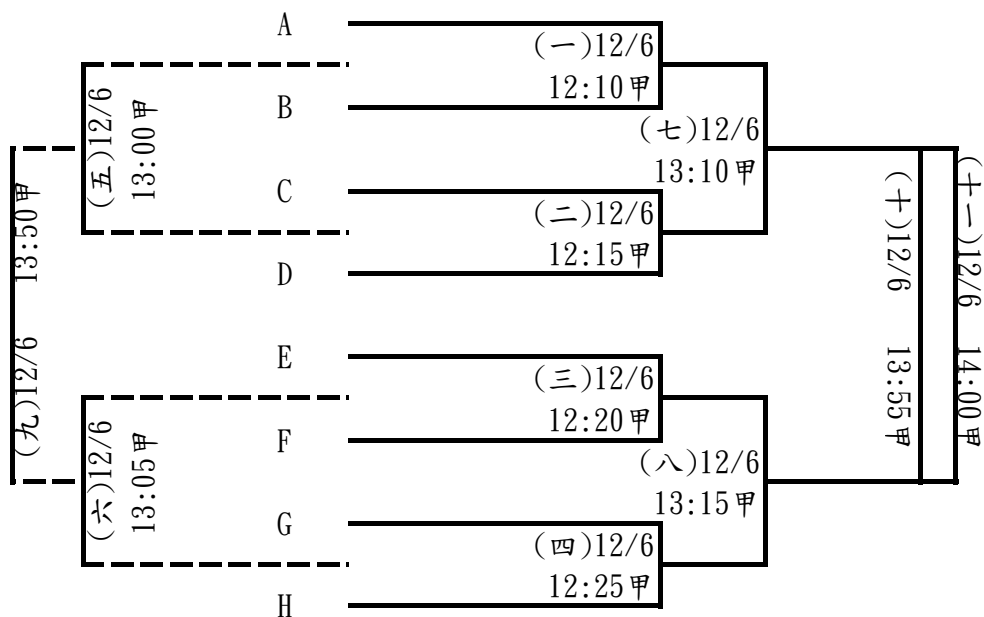 A
B
C
D
E
F
G
H
(一)12/6
12:10甲
(二)12/6
12:15甲
(三)12/6
12:20甲
(四)12/6
12:25甲
(五)12/6
13:00甲
(六)12/6
13:05甲
(七)12/6
13:10甲
(八)12/6
13:15甲
(九)12/6 13:50甲
(十)12/6 13:55甲
(十一)12/6 14:00甲